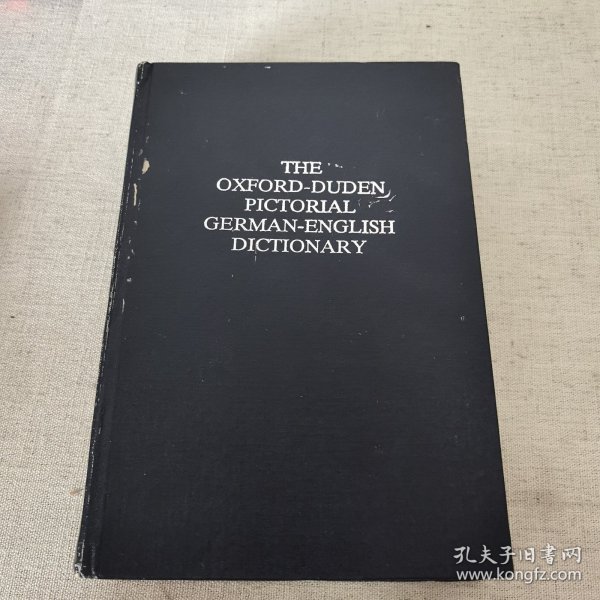 THE
OXFORD-DUDEN
PICTORIAL
GERMAN-ENGLISH
DICTIONARY
孔夫子旧书网
www.kongfz.com